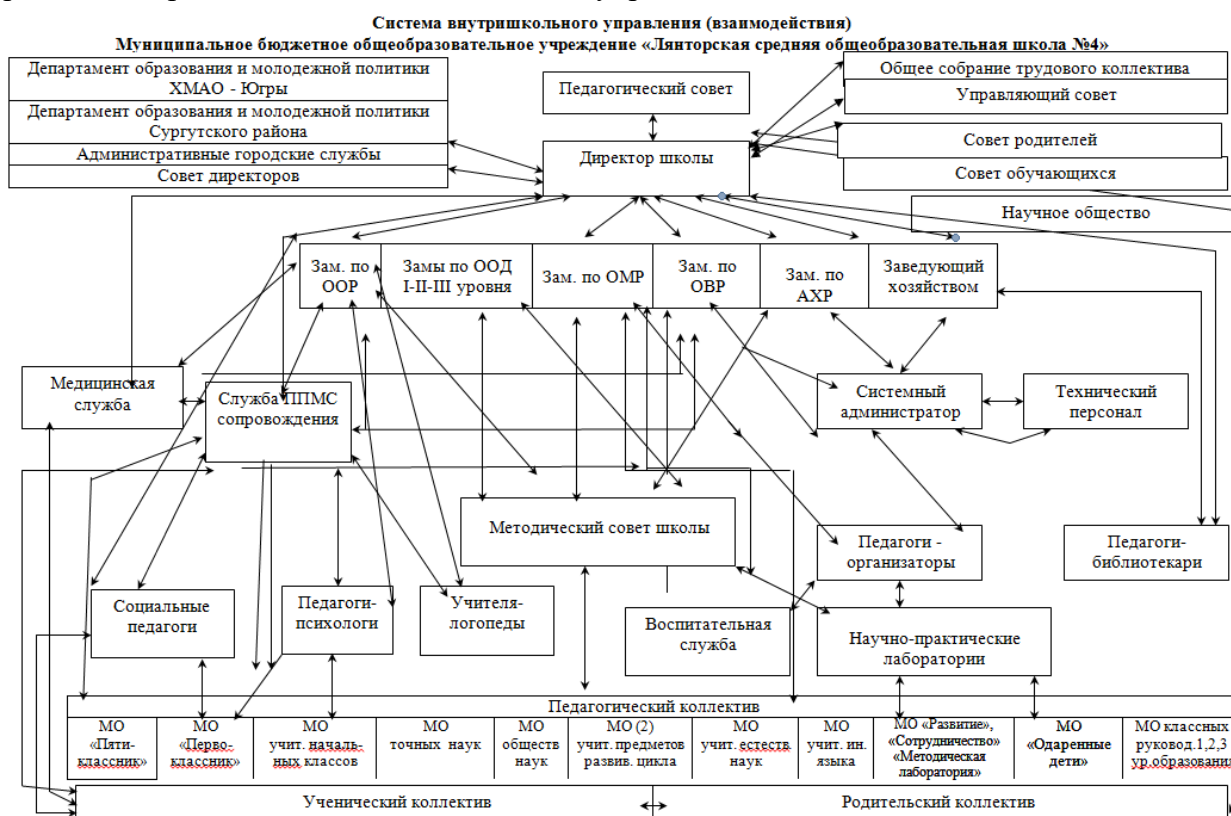 Система внутришкольного управления (взаимодействия)
Муниципальное бюджетное общеобразовательное учреждение «Лянторская средняя общеобразовательная школа №4»
Департамент образования и молодежной политики
ХМАО - Югры
Департамент образования и молодежной политики
Сургутского района
Административные городские службы
Совет директоров
Педагогический совет
Директор школы
Общее собрание трудового коллектива
Управляющий совет
Совет родителей
Совет обучающихся
Научное общество
Зам. по
ООР
Замы по ООД
I-II-III уровня
Зам. по ОМР
Зам. по
ОВР
Зам. по
АХР
Заведующий
хозяйством
Медицинская
служба
Служба ППМС
сопровождения
Системный
администратор
Технический
персонал
Методический совет школы
Педагоги -
организаторы
Педагоги-
библиотекари
Социальные
педагоги
Педагоги-
психологи
Учителя-
логопеды
Воспитательная
служба
Научно-практические
лаборатории
Педагогический коллектив
МО
«Пяти-
классник»
МО
«Перво-
классник»
МО
учит. началь-
ных классов
МО
точных наук
МО
обществ
наук
МО (2)
учит. предметов
развив. цикла
МО
учит. естеств
наук
МО
учит. ин.
языка
МО «Развитие»,
«Сотрудничество»
«Методическая
лаборатория»
МО
«Одаренные
дети»
МО классных
руковод.1,2,3
ур.образования
Ученический коллектив
Родительский коллектив